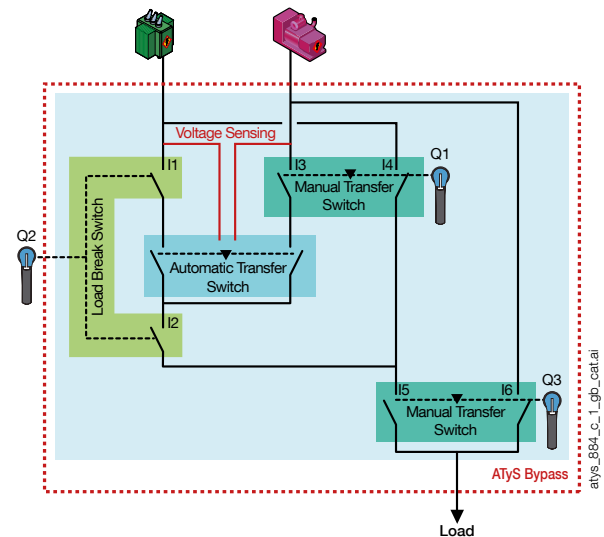 Voltage Sensing
I1
I3
I4
Q1
Manual Transfer
Switch
Q2
Load Break Switch
Automatic Transfer
Switch
I2
I5
I6
Q3
Manual Transfer
Switch
ATyS Bypass
Load
atys_884_c_1_gb_cat.ai